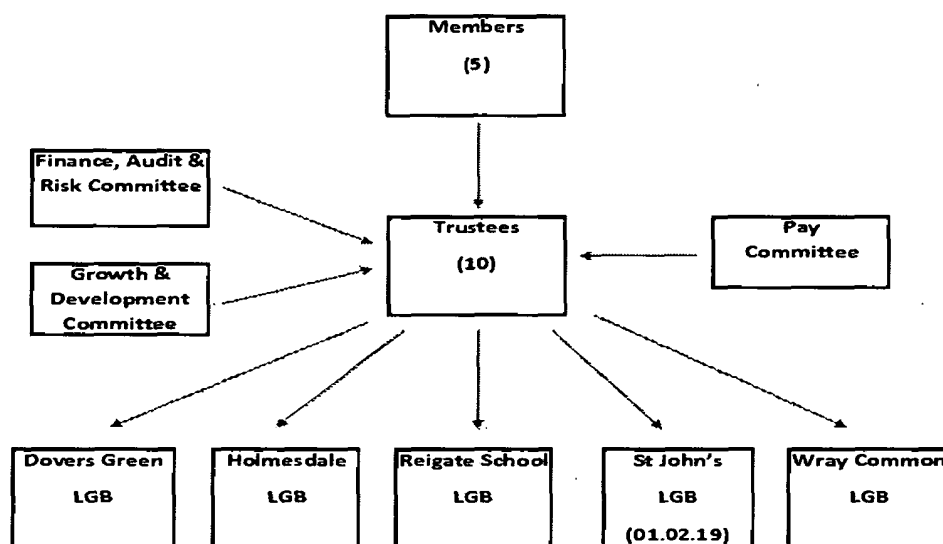 Members
(5)
Finance, Audit &
Risk Committee
Trustees
(10)
Pay
Committee
Growth &
Development
Committee
Dovers Green
LGB
Holmesdale
LGB
Reigate School
LGB
St John's
LGB
(01.02.19)
Wray Common
LGB